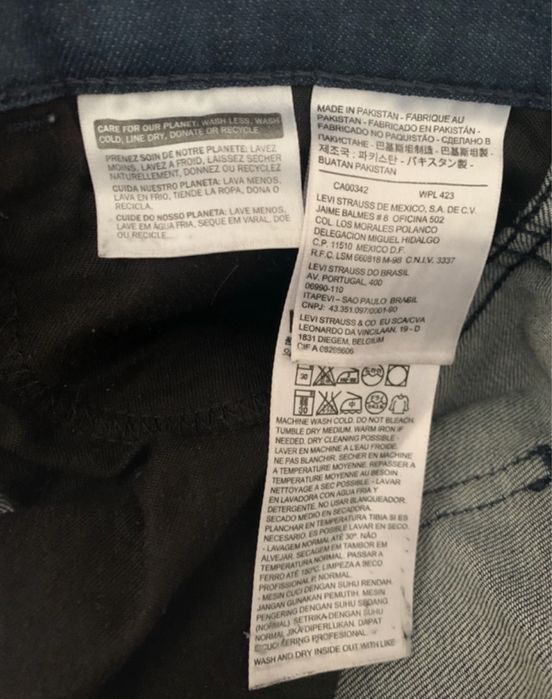 CARE FOR OUR PLANET: WASH LESS, WASH
COLD, LINE DRY, DONATE OR RECYCLE.
PRENEZ SOIN DE NOTRE PLANETE: LAVEZ
MOINS, LAVEZ A FROID, LAISSEZ SECHER
NATURELLEMENT, DONNEZ OU RECYCLEZ
CUIDA NUESTRO PLANETA: LAVA MENOS,
LAVA EN FRIO, TIENDE LA ROPA, DONA O
RECICLA.
CUIDE DO NOSSO PLANETA: LAVE MENOS,
LAVE EM ÁGUA FRIA, SEQUE EM VARAL, DOE
OU RECICLE.
MADE IN PAKISTAN - FABRIQUE AU
PAKISTAN - FABRICADO EN PAKISTÁN -
FABRICADO NO PAQUISTÃO - СДЕЛАНО В
ПАКИСТАНЕ - 巴基斯坦制造 - 巴基斯坦製 -
제조국: 파키스탄 - パキスタン製 -
BUATAN PAKISTAN
CA00342 WPL 423
LEVI STRAUSS DE MEXICO, S.A. DE C.V.
JAIME BALMES # 8 OFICINA 502
COL. LOS MORALES POLANCO
DELEGACION MIGUEL HIDALGO
C.P. 11510 MEXICO D.F.
R.F.C. LSM 660818 M-98 C.N.I.V. 3337
LEVI STRAUSS DO BRASIL
AV. PORTUGAL, 400
06990-110
ITAPEVI - SAO PAULO BRASIL
CNPJ: 43.351.097/0001-90
LEVI STRAUSS & CO. EU SCA/CVA
LEONARDO DA VINCILAAN, 19 - D
1831 DIEGEM, BELGIUM
CIF A 08209605
30
30
MACHINE WASH COLD. DO NOT BLEACH.
TUMBLE DRY MEDIUM. WARM IRON IF
NEEDED. DRY CLEANING POSSIBLE -
LAVER EN MACHINE A L'EAU FROIDE.
NE PAS BLANCHIR. SECHER EN MACHINE
A TEMPERATURE MOYENNE. REPASSER A
TEMPERATURE MOYENNE AU BESOIN.
NETTOYAGE A SEC POSSIBLE - LAVAR
EN LAVADORA CON AGUA FRIA Y
DETERGENTE. NO USAR BLANQUEADOR.
SECADO MEDIO EN SECADORA.
PLANCHAR EN TEMPERATURA TIBIA SI ES
NECESARIO. ES POSIBLE LAVAR EN SECO.
- LAVAGEM NORMAL ATÉ 30°. NÃO
ALVEJAR. SECAGEM EM TAMBOR EM
TEMPERATURA NORMAL. PASSAR A
FERRO ATÉ 150°C. LIMPEZA A SECO
PROFISSIONAL P, NORMAL.
- MESIN CUCI DENGAN SUHU RENDAH.
JANGAN GUNAKAN PEMUTIH. MESIN
PENGERING DENGAN SUHU SEDANG
(NORMAL). SETRIKA DENGAN SUHU
NORMAL JIKA DIPERLUKAN. DAPAT
PROFESIONAL.
WASH AND DRY INSIDE OUT WITH LIKE